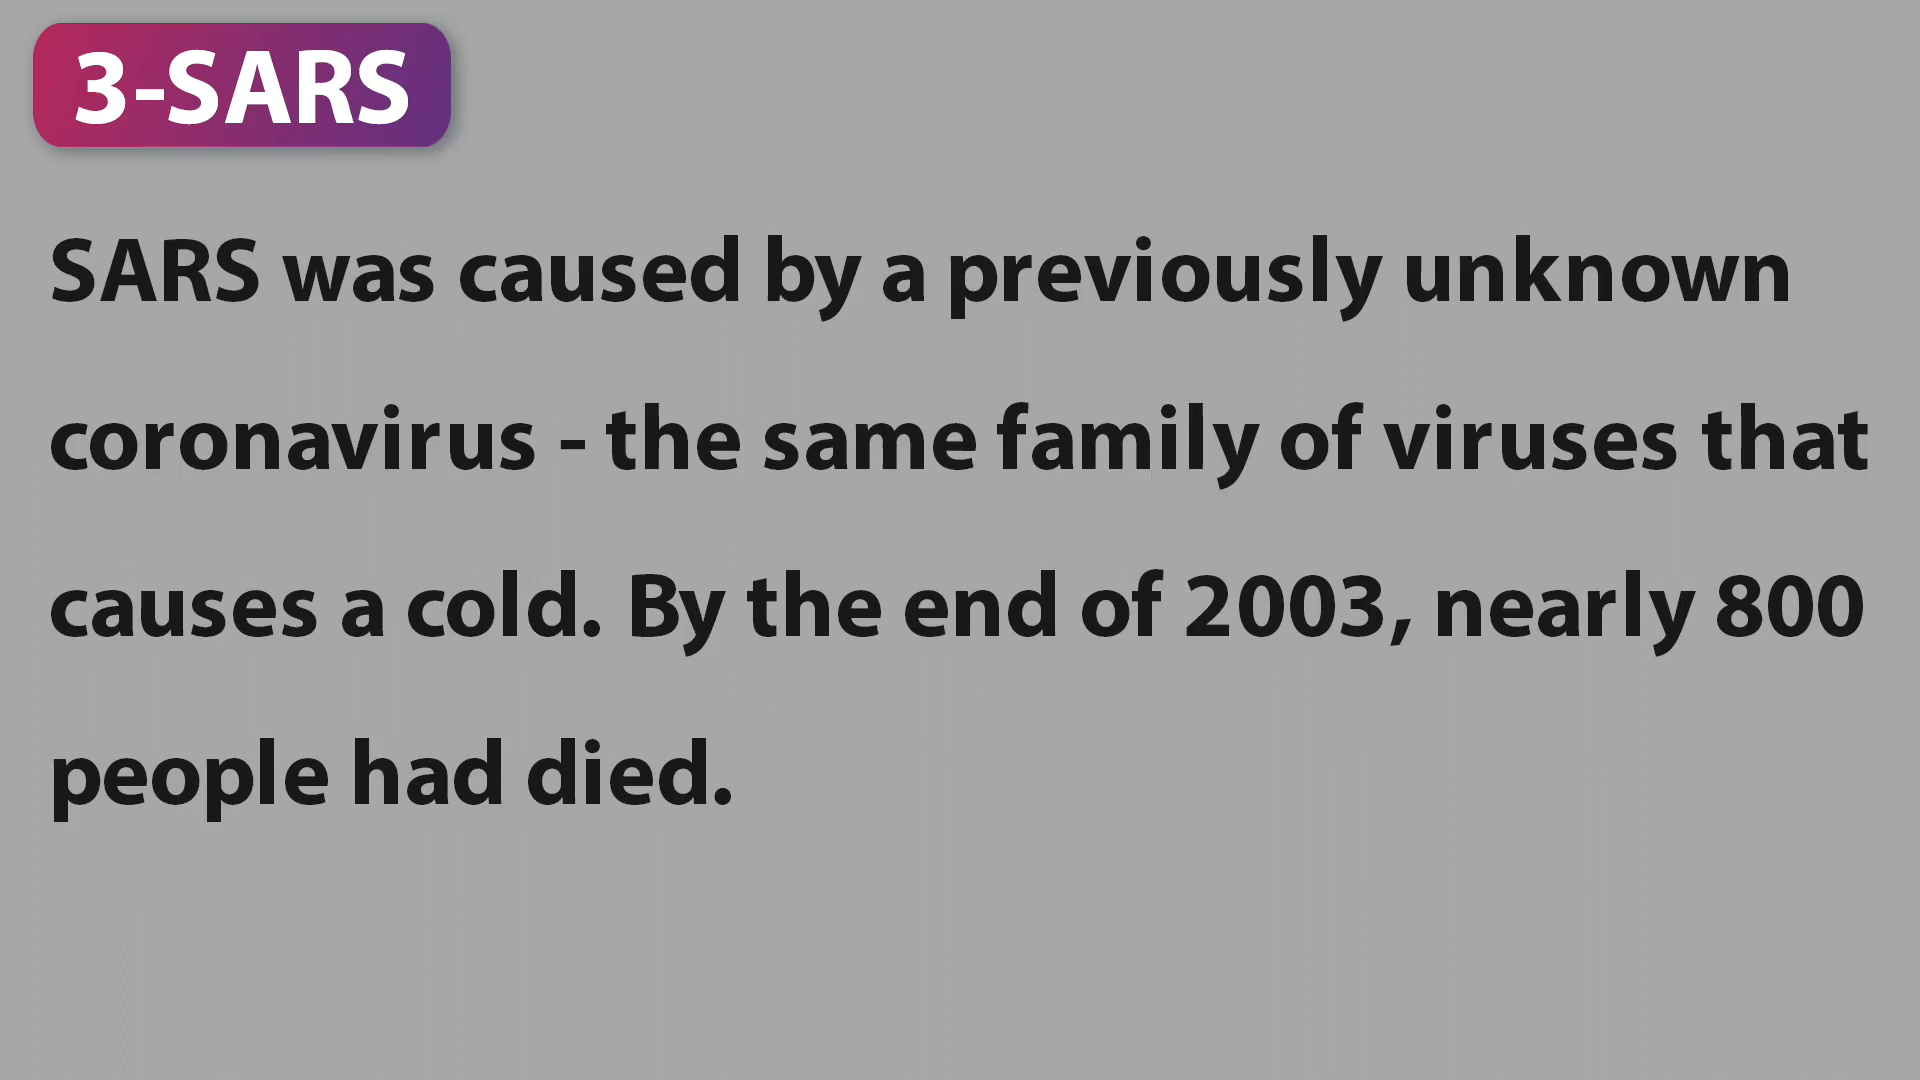 3-SARS
SARS was caused by a previously unknown
coronavirus - the same family of viruses that
causes a cold. By the end of 2003, nearly 800
people had died.